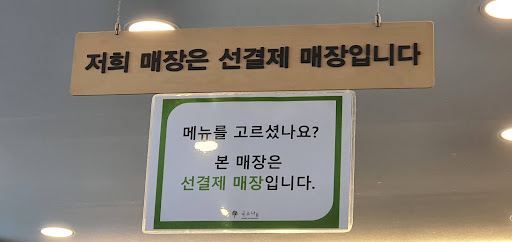 저희 매장은 선결제 매장입니다
메뉴를 고르셨나요?
본 매장은
선결제 매장입니다.